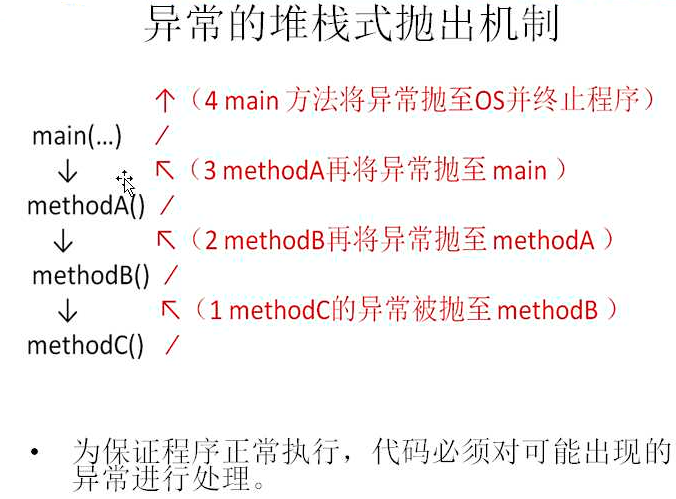 异常的堆栈式抛出机制
↑（4 main 方法将异常抛至OS并终止程序）
main(...) /
↓ ↖（3 methodA再将异常抛至 main ）
methodA() /
↓ ↖（2 methodB再将异常抛至 methodA ）
methodB() /
↓ ↖（1 methodC的异常被抛至 methodB ）
methodC() /
• 为保证程序正常执行，代码必须对可能出现的
异常进行处理。